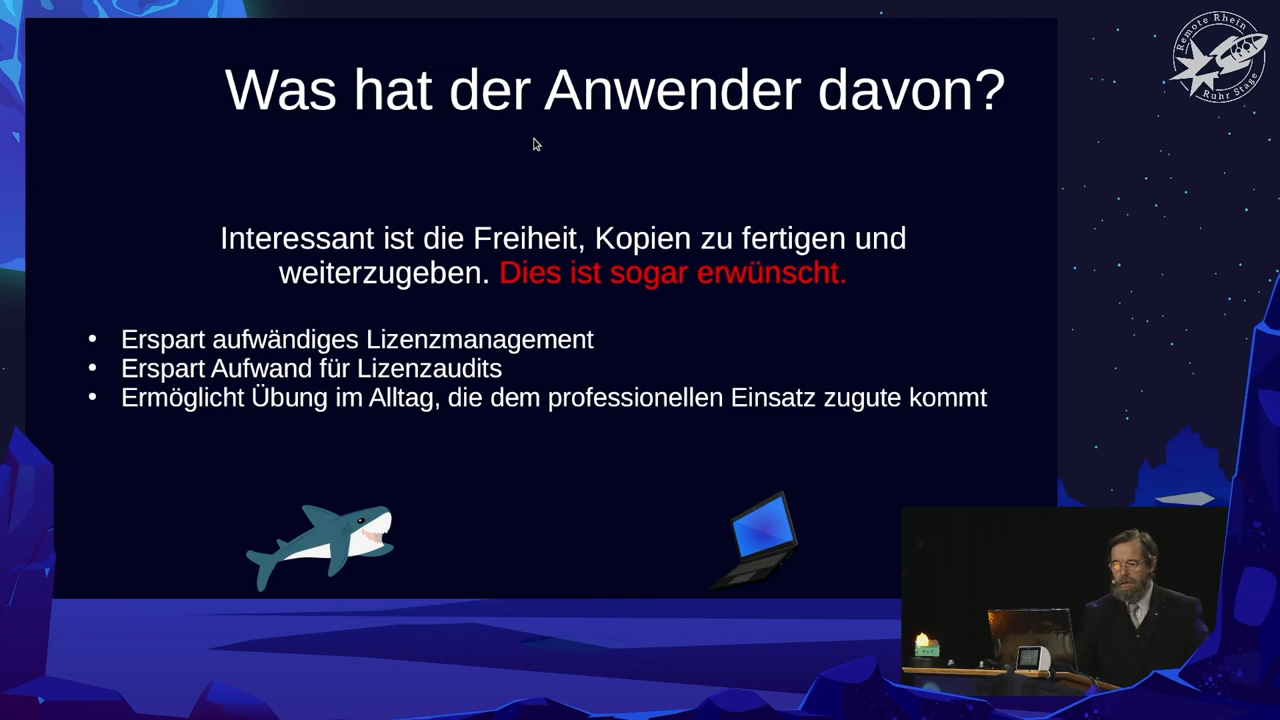 Was hat der Anwender davon?
Interessant ist die Freiheit, Kopien zu fertigen und
weiterzugeben. Dies ist sogar erwünscht.
• Erspart aufwändiges Lizenzmanagement
• Erspart Aufwand für Lizenzaudits
• Ermöglicht Übung im Alltag, die dem professionellen Einsatz zugute kommt
Remote Rhein
Ruhr Stage